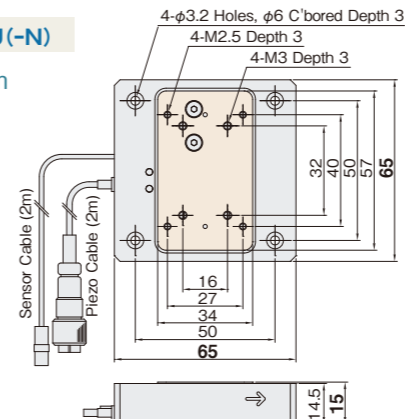 J(-N)
m
4-φ3.2 Holes, φ6 C'bored Depth 3
4-M2.5 Depth 3
4-M3 Depth 3
32
40
50
57
65
Sensor Cable (2m)
Piezo Cable (2m)
16
27
34
50
65
14.5
15